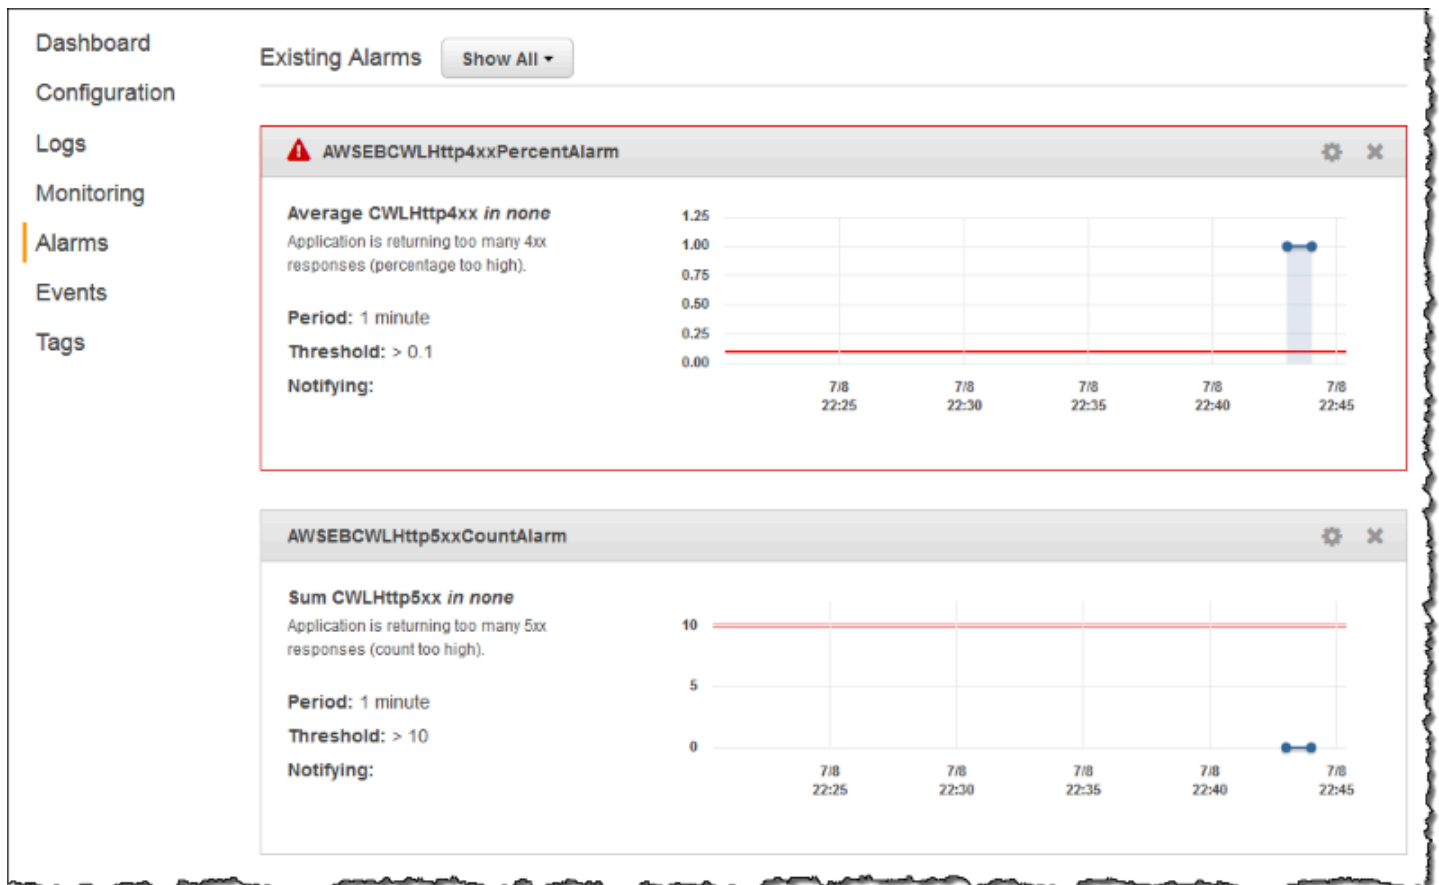 Dashboard
Configuration
Logs
Monitoring
Alarms
Events
Tags
Existing Alarms
Show All
AWSEBCWLHttp4xxPercentAlarm
Average CWLHttp4xx in none
Application is returning too many 4xx
responses (percentage too high).
Period: 1 minute
Threshold: > 0.1
Notifying:
1.25
1.00
0.75
0.50
0.25
0.00
7/8 7/8 7/8 7/8 7/8
22:25 22:30 22:35 22:40 22:45
AWSEBCWLHttp5xxCountAlarm
Sum CWLHttp5xx in none
Application is returning too many 5xx
responses (count too high).
Period: 1 minute
Threshold: > 10
Notifying:
10
5
0
7/8 7/8 7/8 7/8 7/8
22:25 22:30 22:35 22:40 22:45